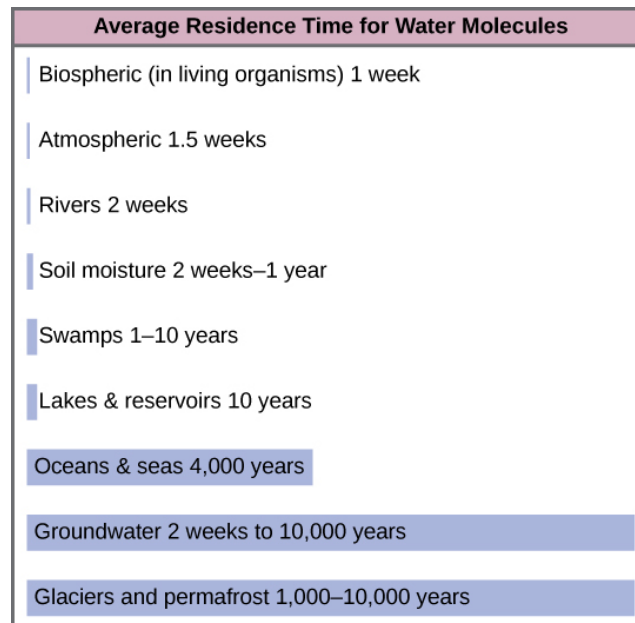 Average Residence Time for Water Molecules
Biospheric (in living organisms) 1 week
Atmospheric 1.5 weeks
Rivers 2 weeks
Soil moisture 2 weeks–1 year
Swamps 1–10 years
Lakes & reservoirs 10 years
Oceans & seas 4,000 years
Groundwater 2 weeks to 10,000 years
Glaciers and permafrost 1,000–10,000 years